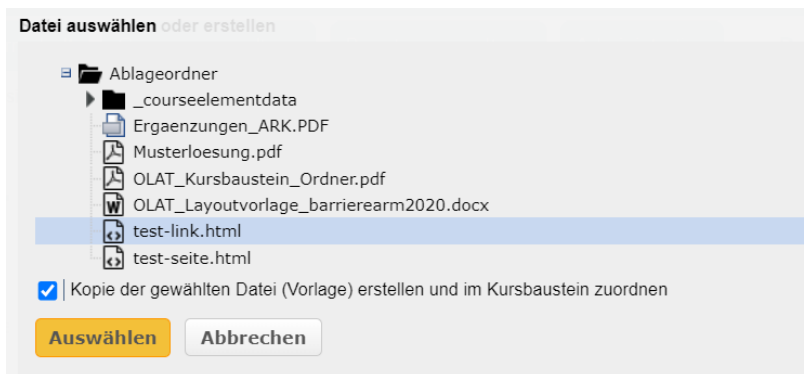 Datei auswählen oder erstellen
Ablageordner
_courseelementdata
Ergaenzungen_ARK.PDF
Musterloesung.pdf
OLAT_Kursbaustein_Ordner.pdf
OLAT_Layoutvorlage_barrierearm2020.docx
test-link.html
test-seite.html
Kopie der gewählten Datei (Vorlage) erstellen und im Kursbaustein zuordnen
Auswählen Abbrechen